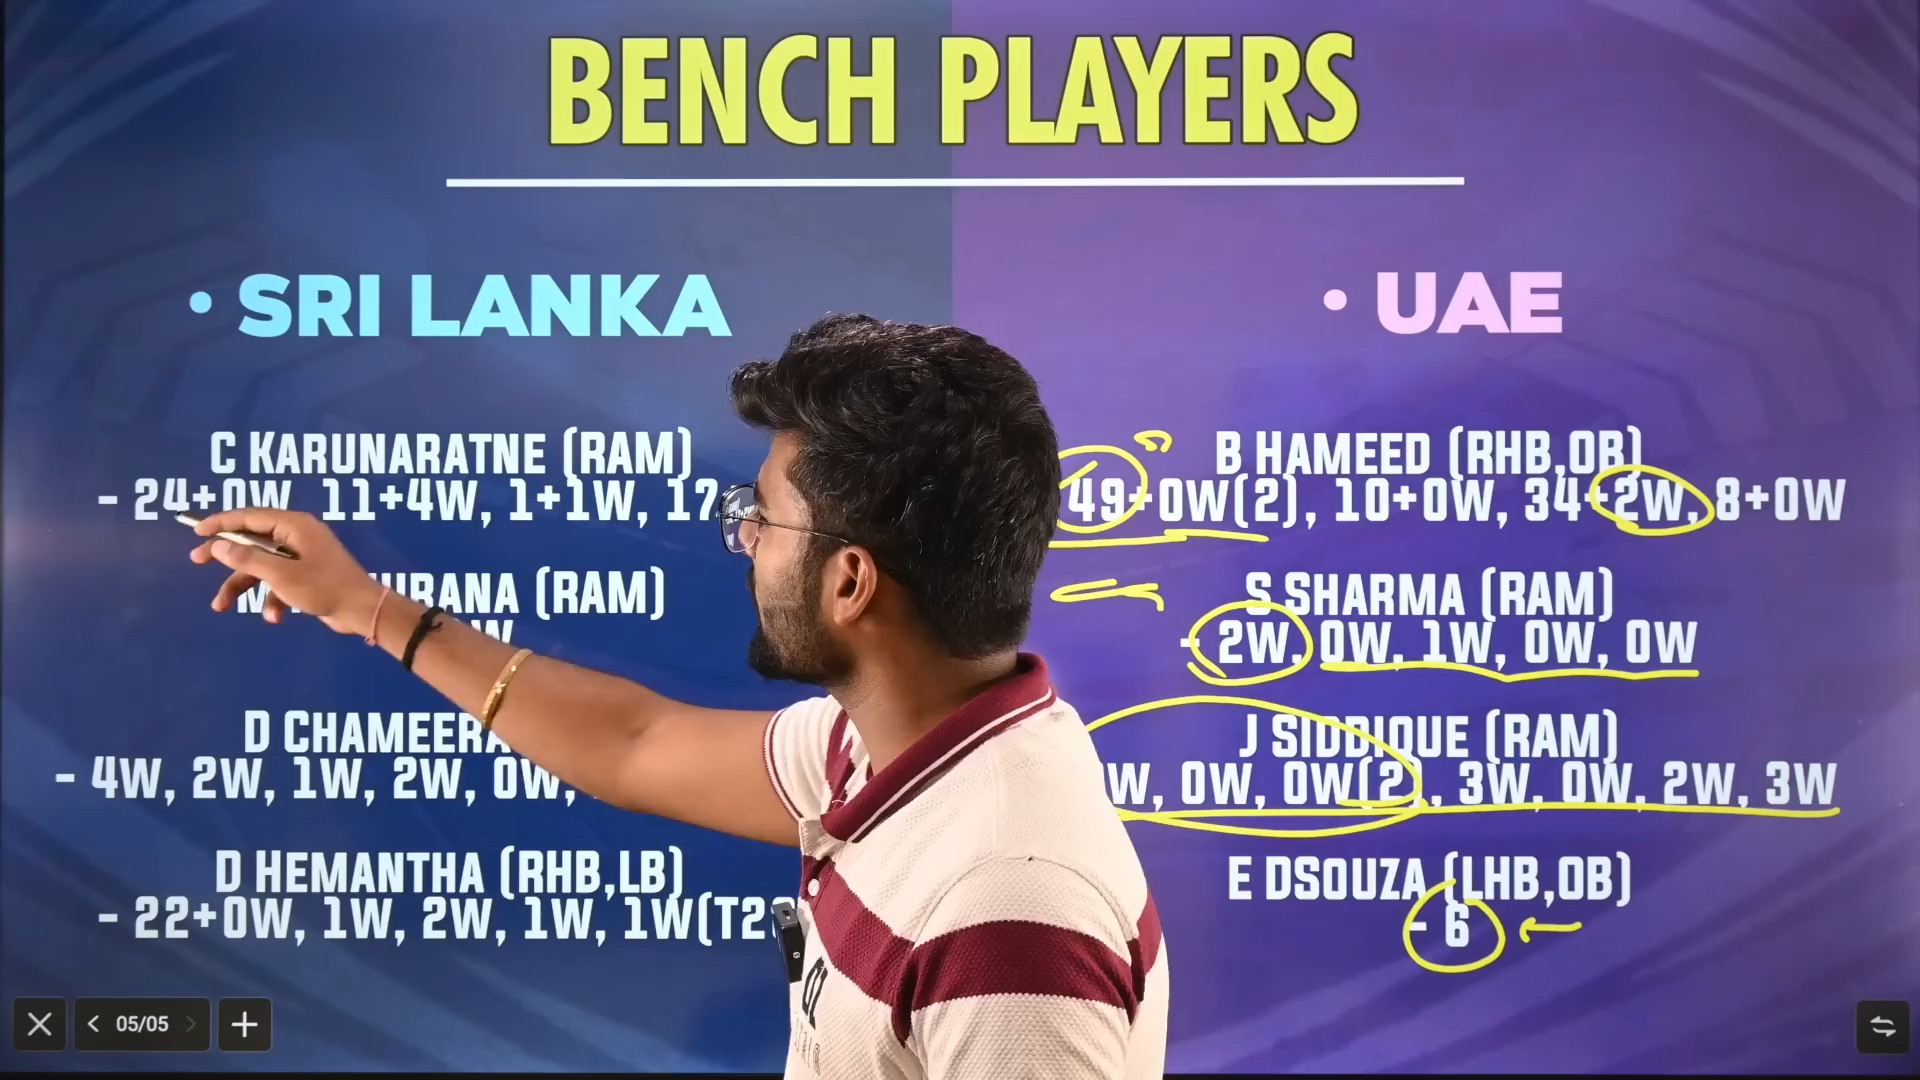 BENCH PLAYERS
• SRI LANKA
C KARUNARATNE (RAM)
- 24+0W, 11+4W, 1+1W, 17
(RAM)
D CHAMEERA
- 4W, 2W, 1W, 2W, 0W,
D HEMANTHA (RHB,LB)
- 22+0W, 1W, 2W, 1W, 1W(T20
• UAE
B HAMEED (RHB,OB)
49+0W(2), 10+0W, 34+2W, 8+0W
S SHARMA (RAM)
- 2W, 0W, 1W, 0W, 0W
J SIDDIQUE (RAM)
W, 0W, 0W(2), 3W, 0W, 2W, 3W
E DSOUZA (LHB,OB)
- 6
05/05